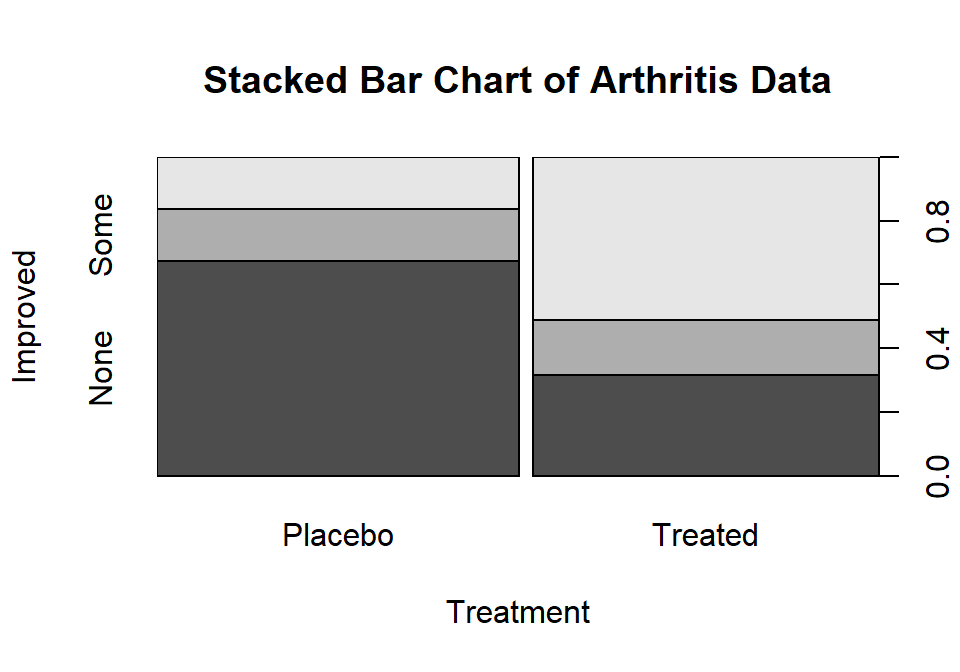 Stacked Bar Chart of Arthritis Data
Improved
None
Some
0.0
0.4
0.8
Placebo
Treated
Treatment